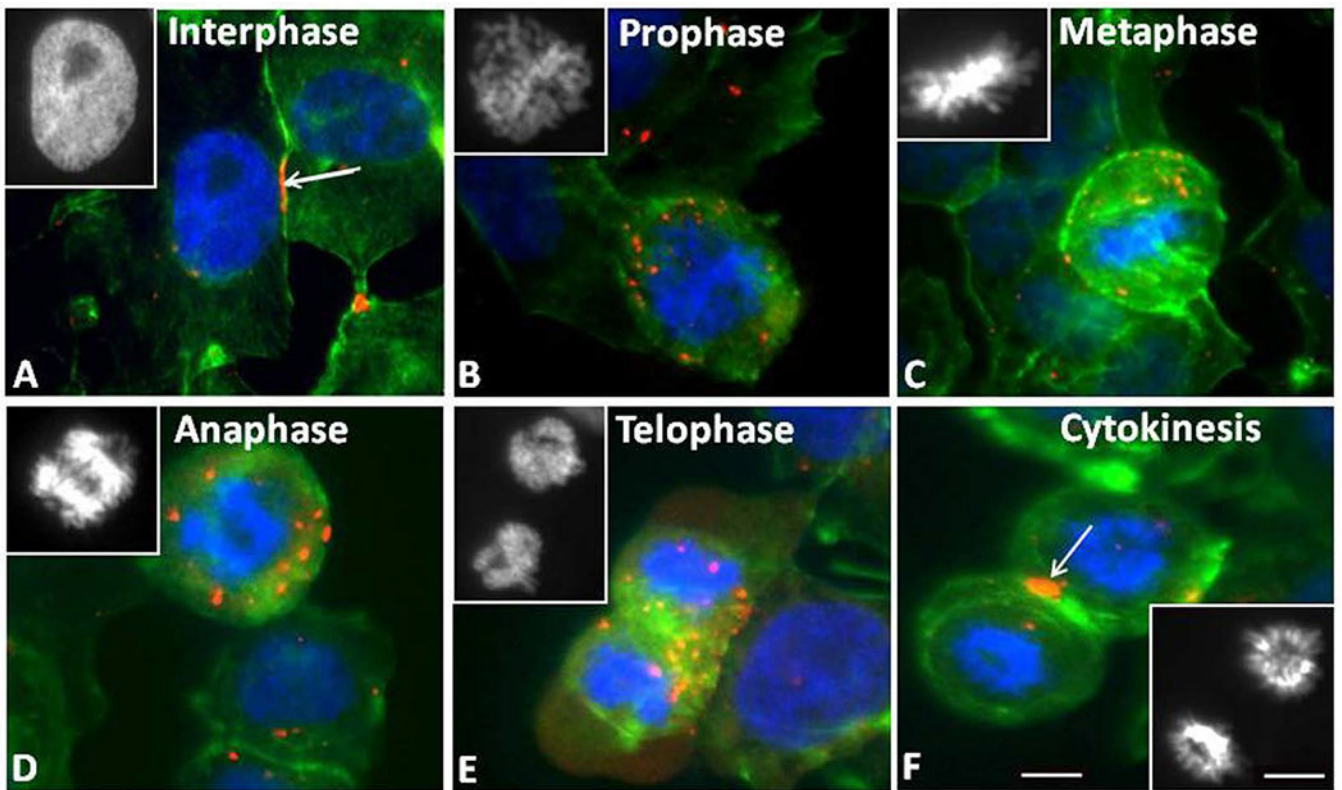 Interphase
A
Prophase
B
Metaphase
C
Anaphase
D
Telophase
E
Cytokinesis
F